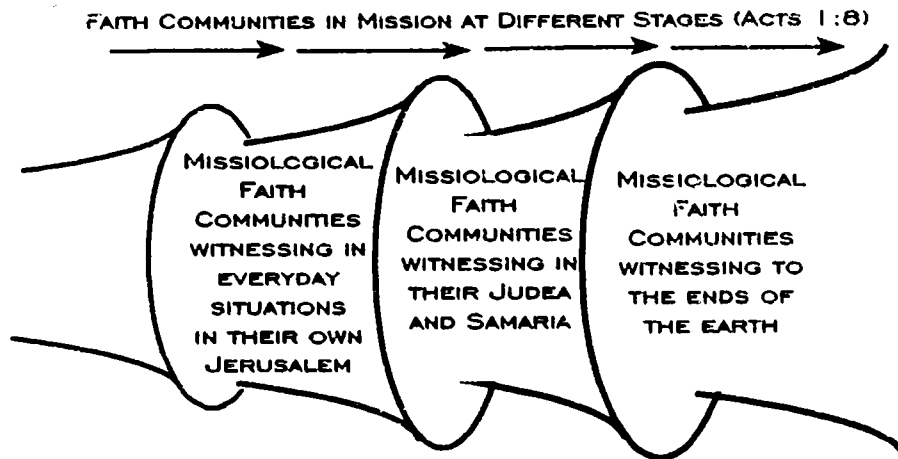 FAITH COMMUNITIES IN MISSION AT DIFFERENT STAGES (ACTS 1:8)
MISSIOLOGICAL
FAITH
COMMUNITIES
WITNESSING IN
EVERYDAY
SITUATIONS
IN THEIR OWN
JERUSALEM
MISSIOLOGICAL
FAITH
COMMUNITIES
WITNESSING IN
THEIR JUDEA
AND SAMARIA
MISSIOLOGICAL
FAITH
COMMUNITIES
WITNESSING TO
THE ENDS OF
THE EARTH